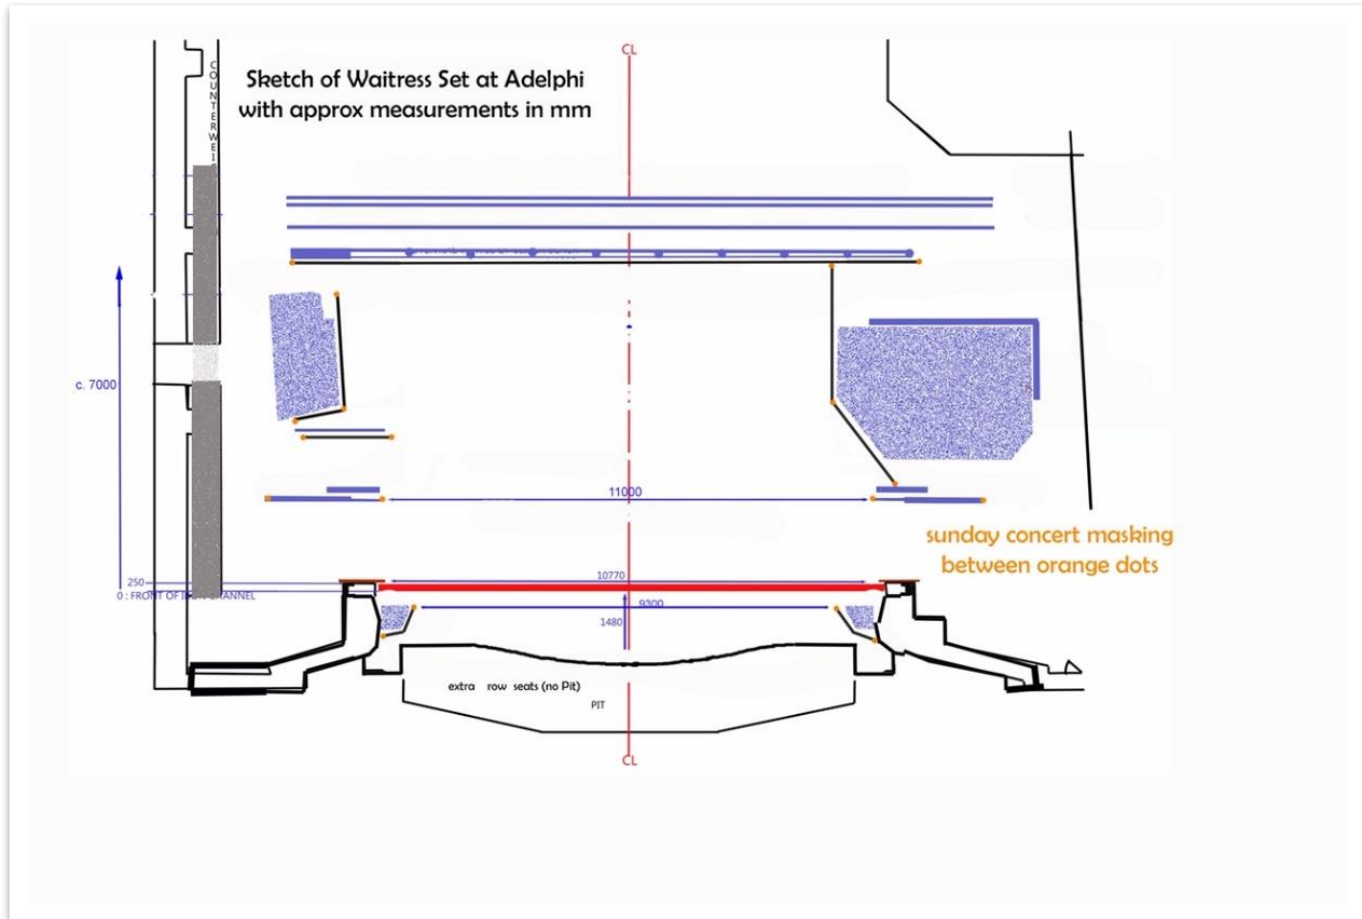 CL
Sketch of Waitress Set at Adelphi
with approx measurements in mm
COUNTERWEI
c. 7000
11000
sunday concert masking
between orange dots
10770
250
0 : FRONT OF
CHANNEL
9300
1480
extra row seats (no Pit)
PIT
CL